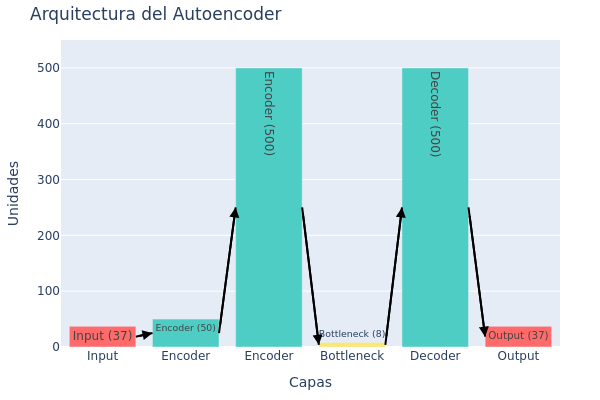 Arquitectura del Autoencoder
Unidades
500
400
300
200
100
0
Input (37)
Encoder (50)
Encoder (500)
Bottleneck (8)
Decoder (500)
Output (37)
Input
Encoder
Encoder
Bottleneck
Decoder
Output
Capas